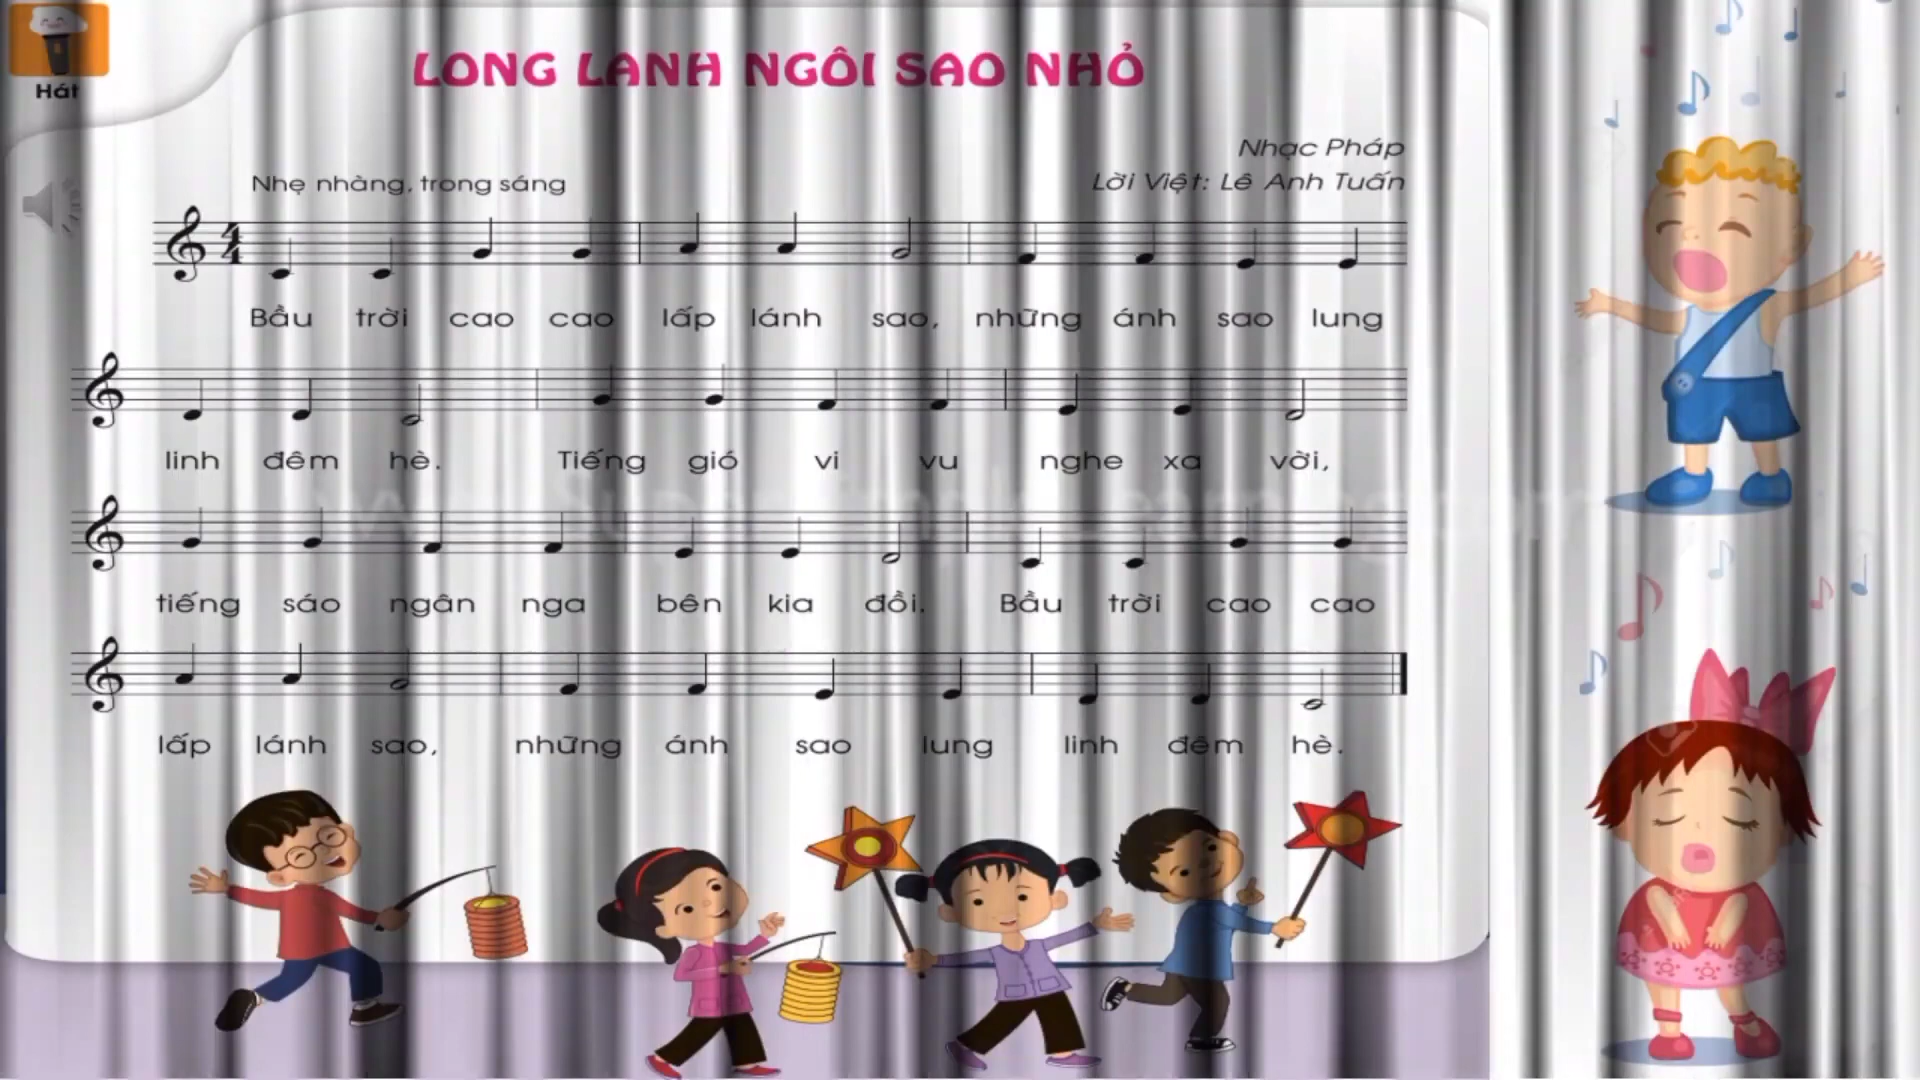 Hát
LONG LANH NGÔI SAO NHỎ
Nhạc Pháp
Lời Việt: Lê Anh Tuấn
Nhẹ nhàng, trong sáng
Bầu trời cao cao lấp lánh sao, những ánh sao lung
linh đêm hè. Tiếng gió vi vu nghe xa vời,
tiếng sáo ngân nga bên kia đồi. Bầu trời cao cao
lấp lánh sao, những ánh sao lung linh đêm hè.